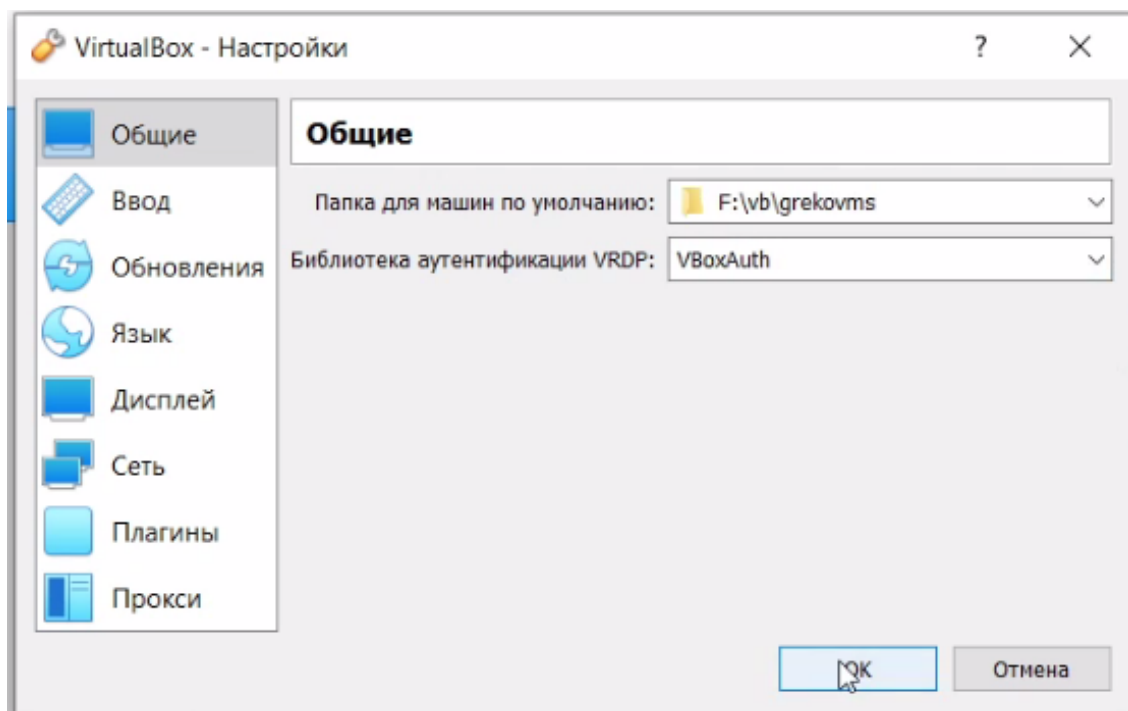 VirtualBox - Настройки
?
Общие
Ввод
Обновления
Язык
Дисплей
Сеть
Плагины
Прокси
Общие
Папка для машин по умолчанию: F:\vb\grekovms
Библиотека аутентификации VRDP: VBoxAuth
OK
Отмена